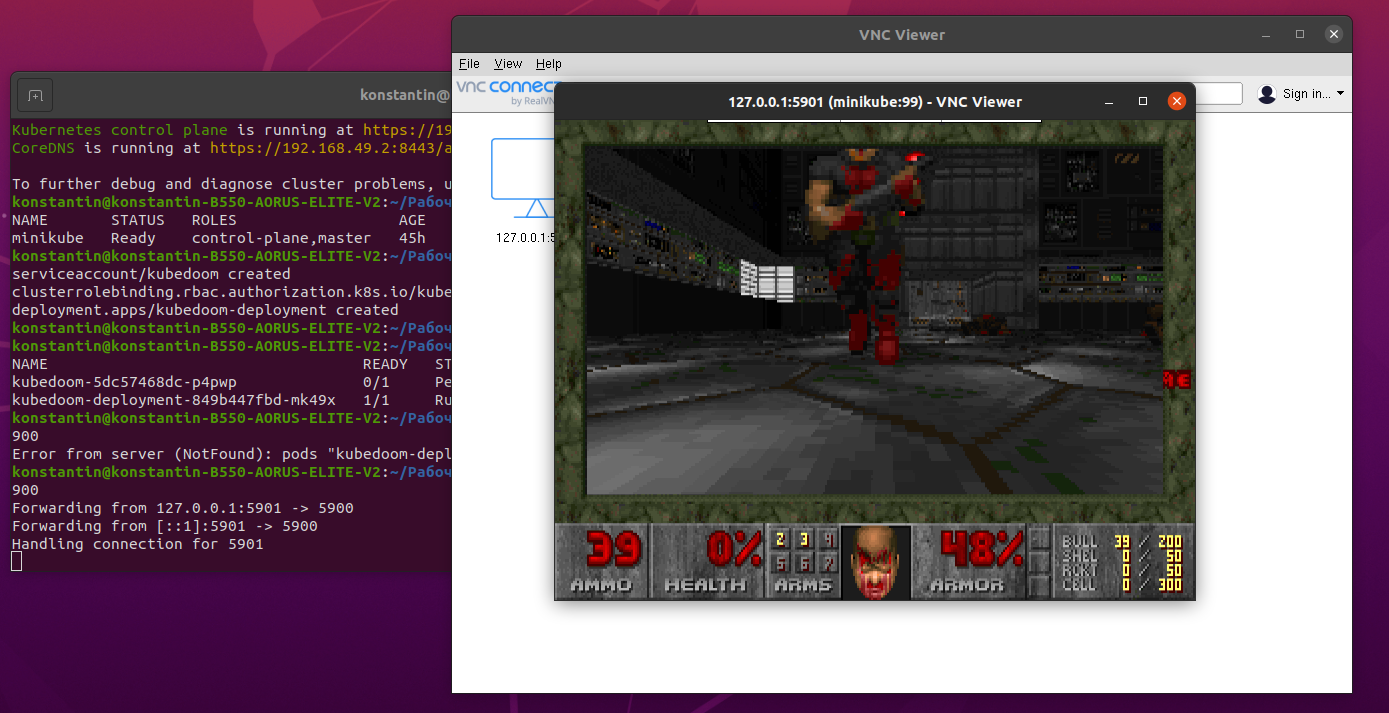 konstantin@
Kubernetes control plane is running at https://19
CoreDNS is running at https://192.168.49.2:8443/a
To further debug and diagnose cluster problems, u
konstantin@konstantin-B550-AORUS-ELITE-V2:~/Рабоч
NAME STATUS ROLES AGE
minikube Ready control-plane,master 45h
konstantin@konstantin-B550-AORUS-ELITE-V2:~/Рабоч
serviceaccount/kubedoom created
clusterrolebinding.rbac.authorization.k8s.io/kube
deployment.apps/kubedoom-deployment created
konstantin@konstantin-B550-AORUS-ELITE-V2:~/Рабоч
konstantin@konstantin-B550-AORUS-ELITE-V2:~/Рабоч
NAME READY ST
kubedoom-5dc57468dc-p4pwp 0/1 Pe
kubedoom-deployment-849b447fbd-mk49x 1/1 Ru
konstantin@konstantin-B550-AORUS-ELITE-V2:~/Рабоч
900
Error from server (NotFound): pods "kubedoom-depl
konstantin@konstantin-B550-AORUS-ELITE-V2:~/Рабоч
900
Forwarding from 127.0.0.1:5901 -> 5900
Forwarding from [::1]:5901 -> 5900
Handling connection for 5901
VNC Viewer
File View Help
vnc connect
by RealVN
Sign in...
127.0.0.1:5
127.0.0.1:5901 (minikube:99) - VNC Viewer
39 0% 2 3 4 48% BULL 39 / 200
5 6 7 SHEL 0 / 50
RCKT 0 / 50
AMMO HEALTH ARMS ARMOR CELL 0 / 300